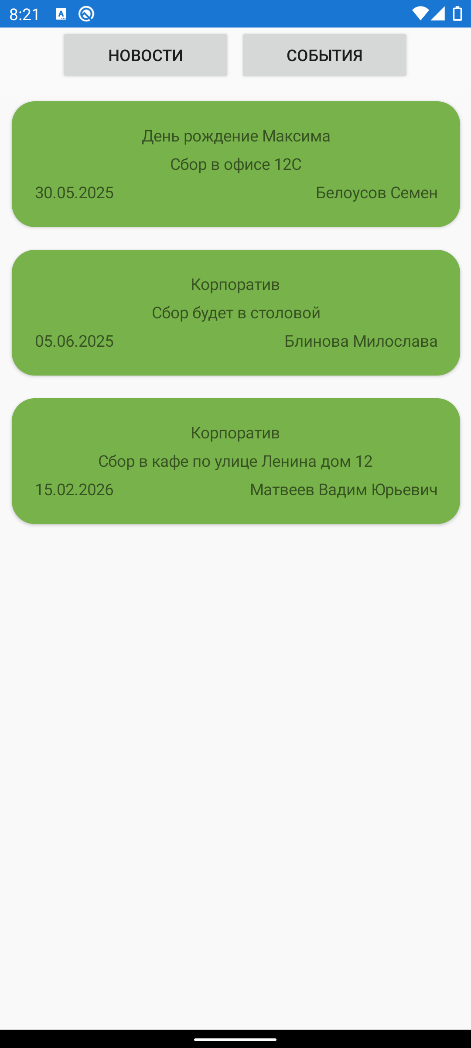 8:21
НОВОСТИ СОБЫТИЯ
День рождение Максима
Сбор в офисе 12С
30.05.2025 Белоусов Семен
Корпоратив
Сбор будет в столовой
05.06.2025 Блинова Милослава
Корпоратив
Сбор в кафе по улице Ленина дом 12
15.02.2026 Матвеев Вадим Юрьевич